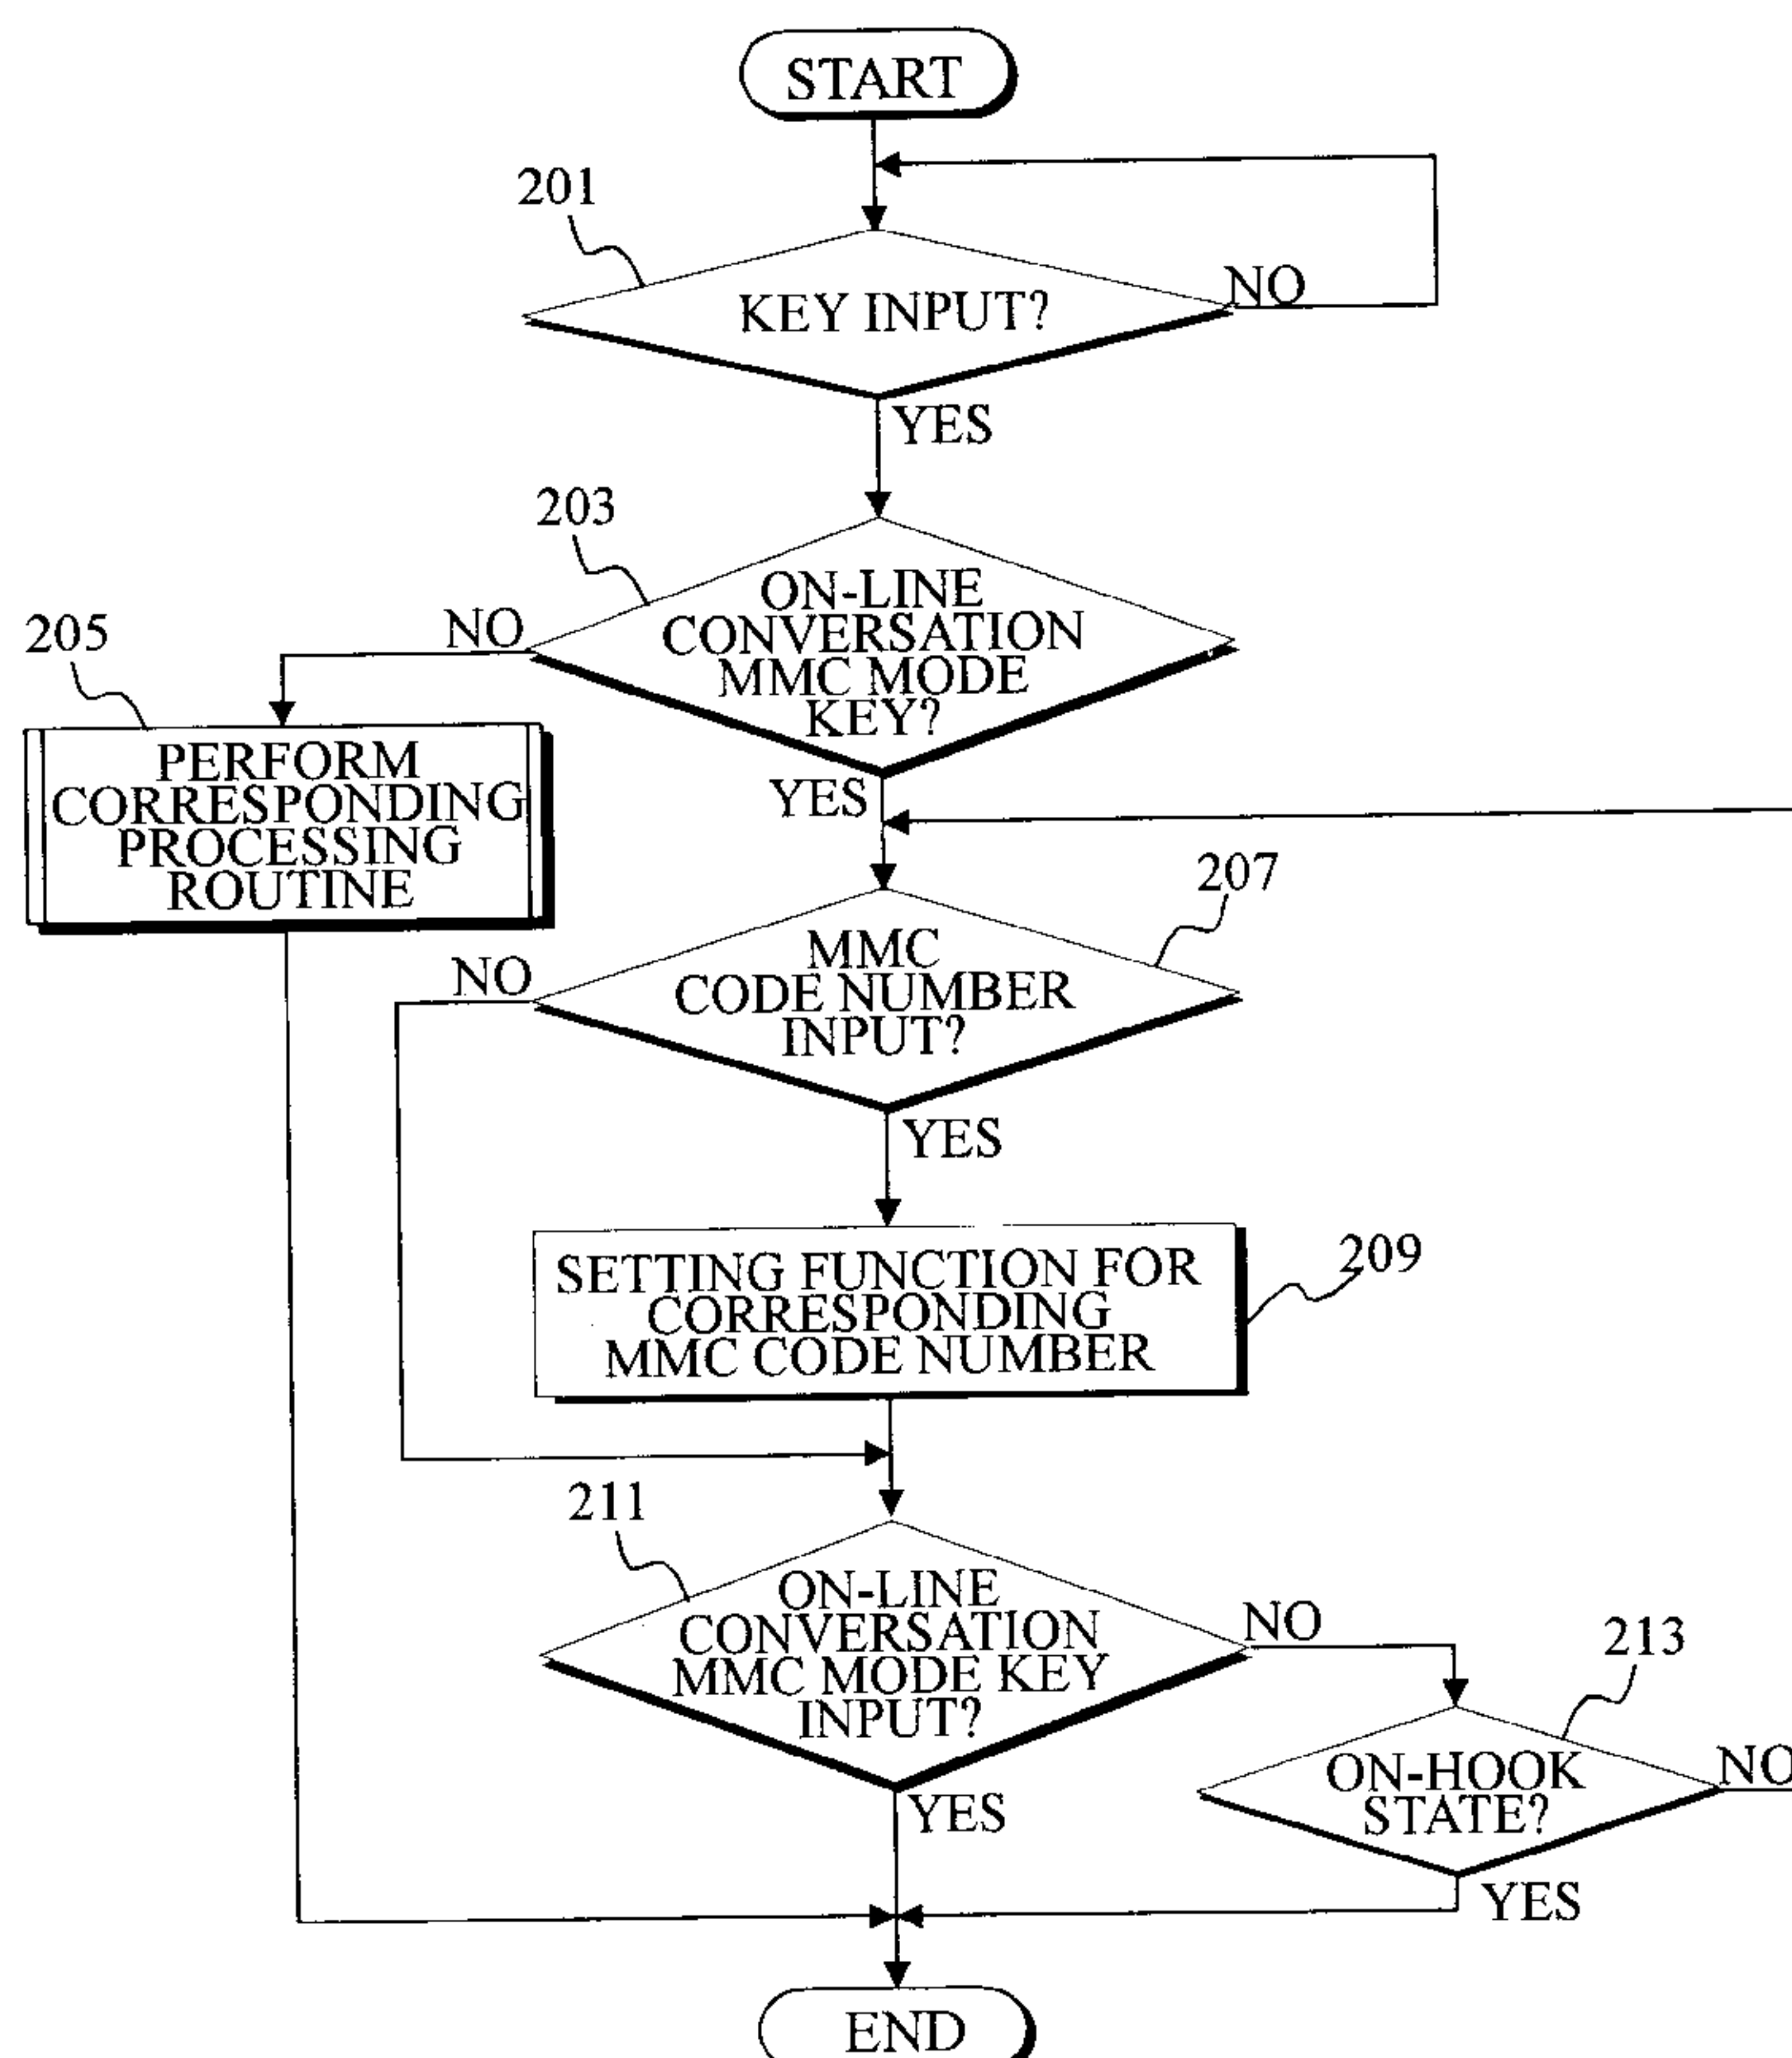 START
201
KEY INPUT?
NO
YES
203
ON-LINE
CONVERSATION
MMC MODE
KEY?
NO
YES
205
PERFORM
CORRESPONDING
PROCESSING
ROUTINE
207
MMC
CODE NUMBER
INPUT?
NO
YES
209
SETTING FUNCTION FOR
CORRESPONDING
MMC CODE NUMBER
211
ON-LINE
CONVERSATION
MMC MODE KEY
INPUT?
NO
YES
213
ON-HOOK
STATE?
NO
YES
END